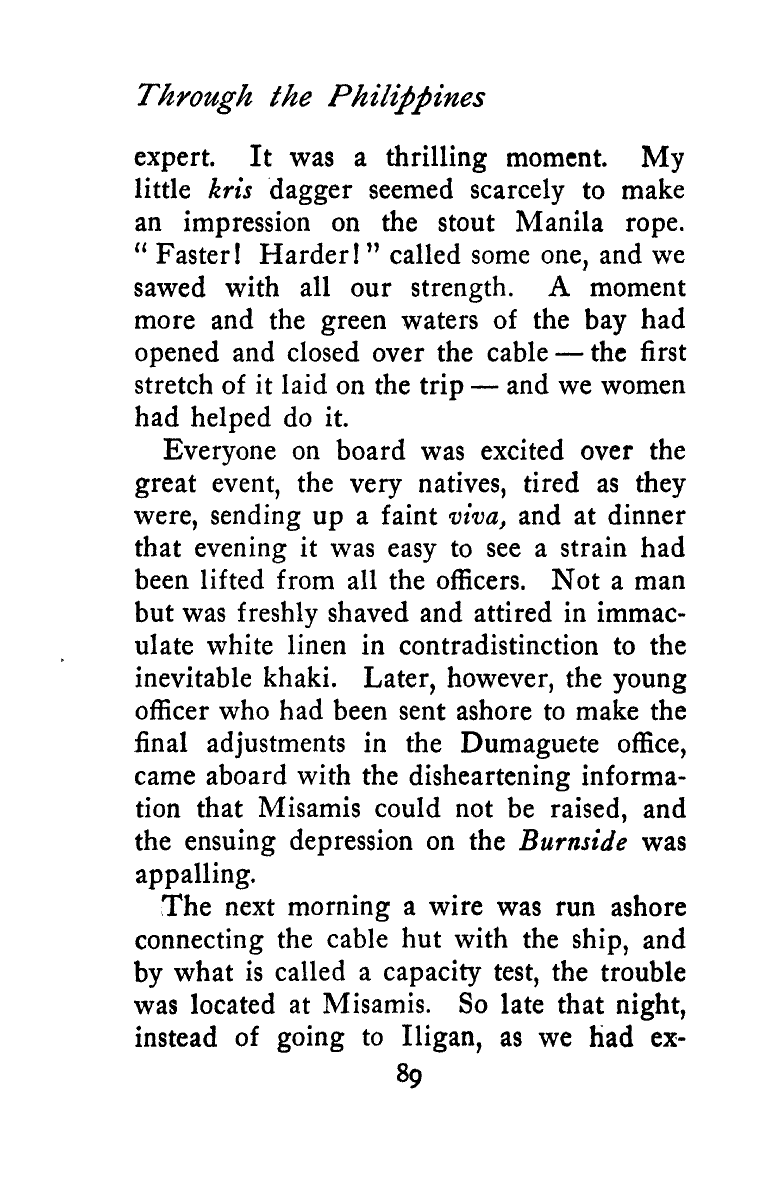 Through the Philippines
expert. It was a thrilling moment. My
little kris dagger seemed scarcely to make
an impression on the stout Manila rope.
“Faster! Harder!” called some one, and we
sawed with all our strength. A moment
more and the green waters of the bay had
opened and closed over the cable — the first
stretch of it laid on the trip — and we women
had helped do it.
Everyone on board was excited over the
great event, the very natives, tired as they
were, sending up a faint viva, and at dinner
that evening it was easy to see a strain had
been lifted from all the officers. Not a man
but was freshly shaved and attired in immac-
ulate white linen in contradistinction to the
inevitable khaki. Later, however, the young
officer who had been sent ashore to make the
final adjustments in the Dumaguete office,
came aboard with the disheartening informa-
tion that Misamis could not be raised, and
the ensuing depression on the Burnside was
appalling.
The next morning a wire was run ashore
connecting the cable hut with the ship, and
by what is called a capacity test, the trouble
was located at Misamis. So late that night,
instead of going to Iligan, as we had ex-
89